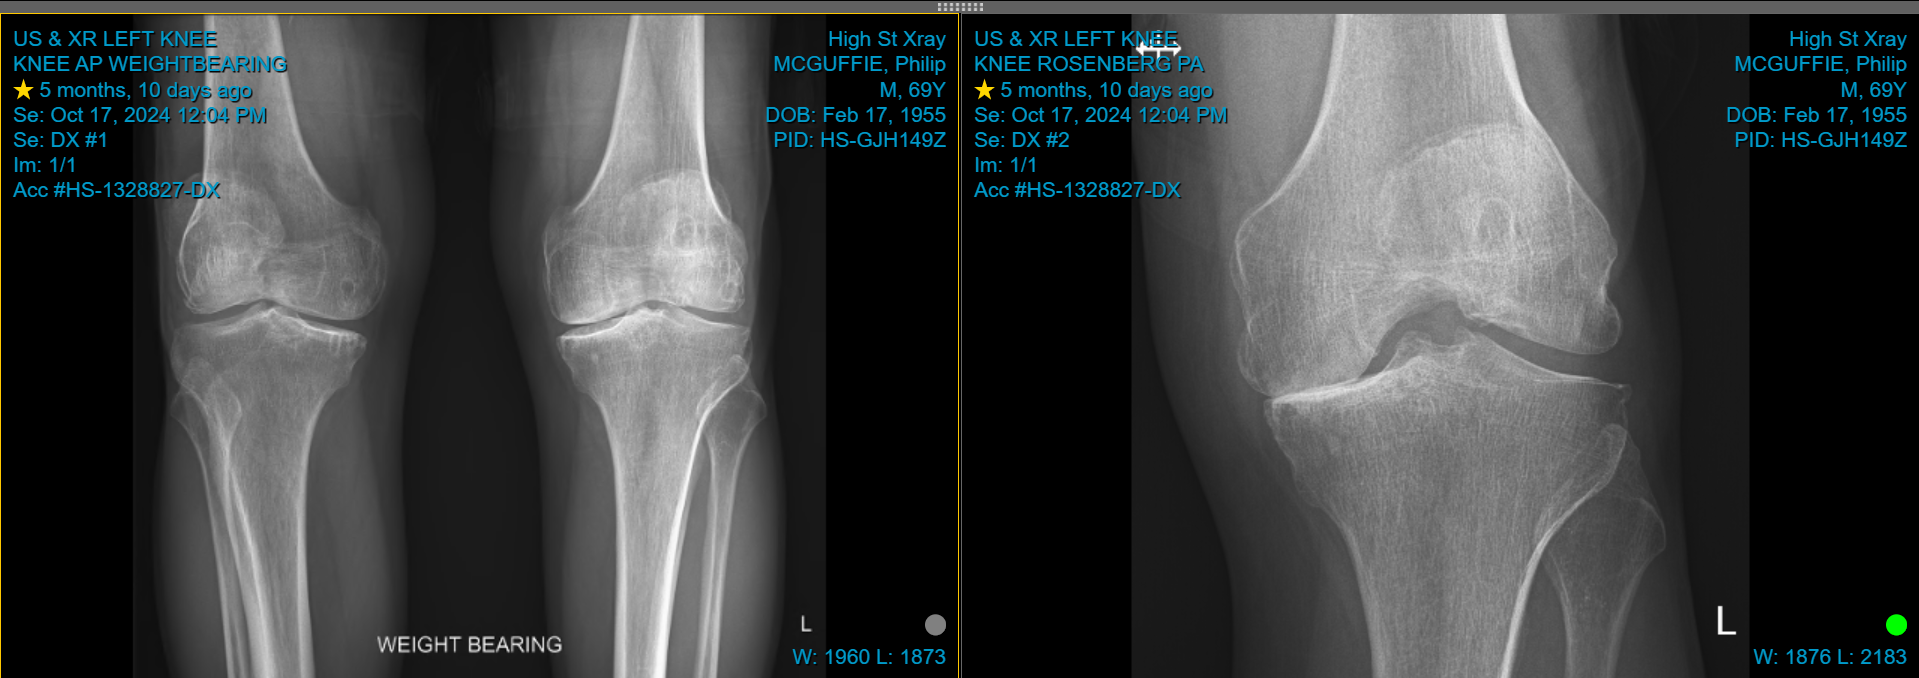 US & XR LEFT KNEE
KNEE AP WEIGHTBEARING
5 months, 10 days ago
Se: Oct 17, 2024 12:04 PM
Se: DX #1
Im: 1/1
Acc #HS-1328827-DX
High St Xray
MCGUFFIE, Philip
M, 69Y
DOB: Feb 17, 1955
PID: HS-GJH149Z
WEIGHT BEARING
L
W: 1960 L: 1873
US & XR LEFT KNEE
KNEE ROSENBERG PA
5 months, 10 days ago
Se: Oct 17, 2024 12:04 PM
Se: DX #2
Im: 1/1
Acc #HS-1328827-DX
High St Xray
MCGUFFIE, Philip
M, 69Y
DOB: Feb 17, 1955
PID: HS-GJH149Z
L
W: 1876 L: 2183